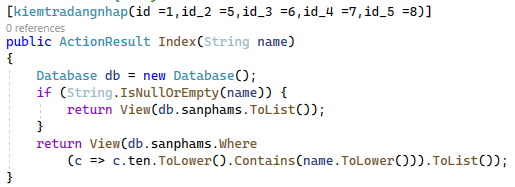 [kiemtradangnhap(id =1,id_2 =5,id_3 =6,id_4 =7,id_5 =8)]
0 references
public ActionResult Index(String name)
{
    Database db = new Database();
    if (String.IsNullOrEmpty(name)) {
        return View(db.sanphams.ToList());
    }
    return View(db.sanphams.Where
        (c => c.ten.ToLower().Contains(name.ToLower())).ToList());
}